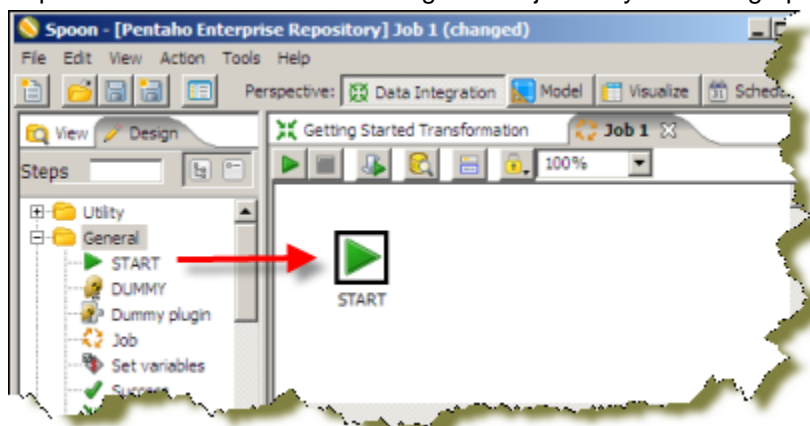 Spoon - [Pentaho Enterprise Repository] Job 1 (changed)
File Edit View Action Tools Help
Perspective: Data Integration Model Visualize
View Design Getting Started Transformation Job 1
Steps 100%
Utility
General
START
DUMMY
Dummy plugin
Job
Set variables
Success
START